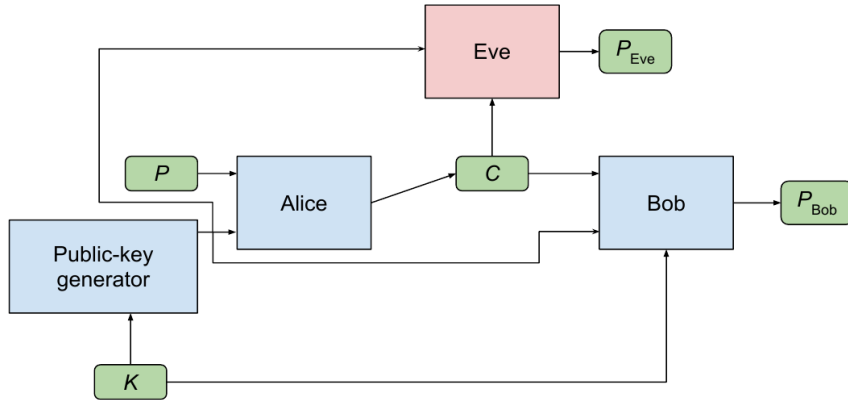 Eve
P_Eve
P
Alice
C
Bob
P_Bob
Public-key
generator
K